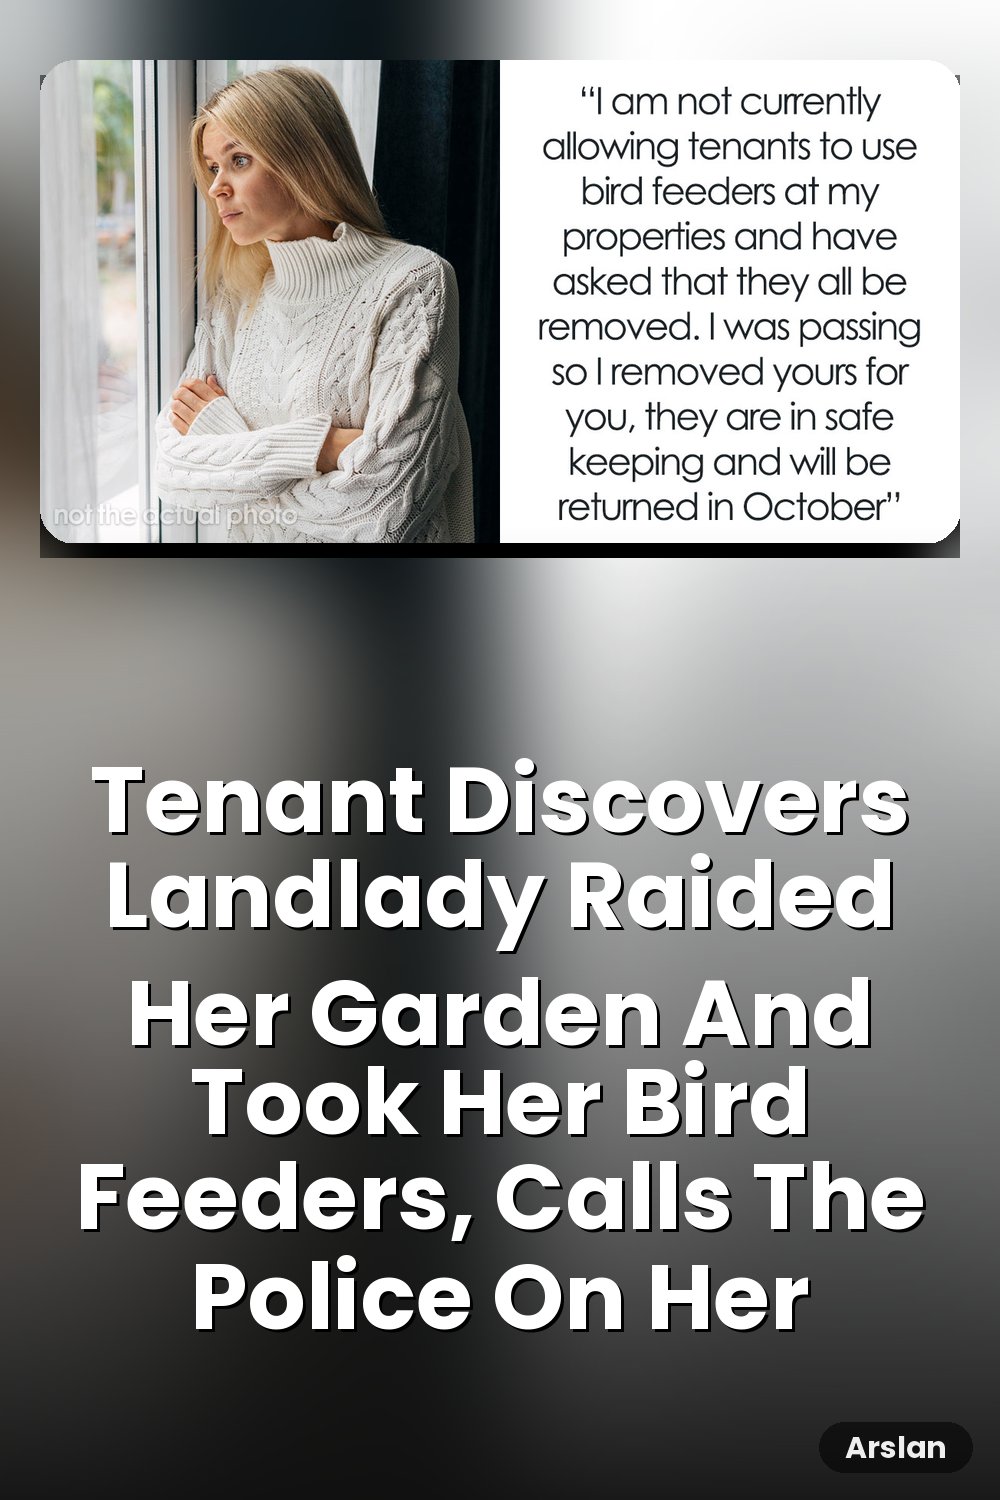 “I am not currently
allowing tenants to use
bird feeders at my
properties and have
asked that they all be
removed. I was passing
so I removed yours for
you, they are in safe
keeping and will be
returned in October”
not the actual photo
Tenant Discovers
Landlady Raided
Her Garden And
Took Her Bird
Feeders, Calls The
Police On Her
Arslan